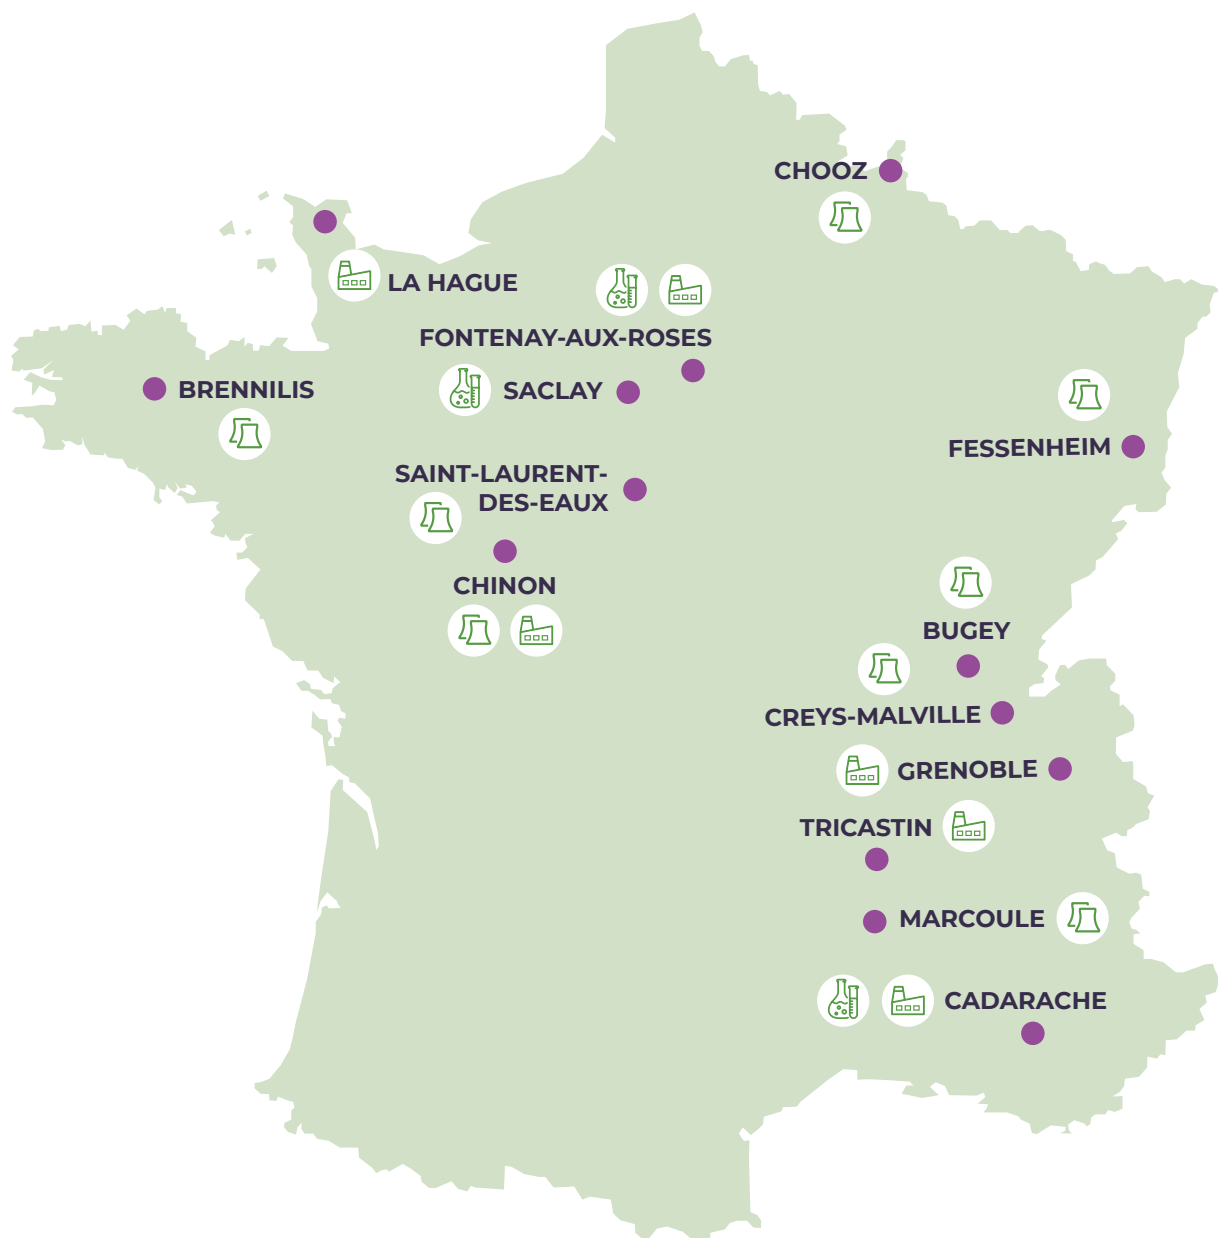 CHOOZ
LA HAGUE
FONTENAY-AUX-ROSES
BRENNILIS
SACLAY
FESSENHEIM
SAINT-LAURENT-
DES-EAUX
CHINON
BUGEY
CREYS-MALVILLE
GRENOBLE
TRICASTIN
MARCOULE
CADARACHE